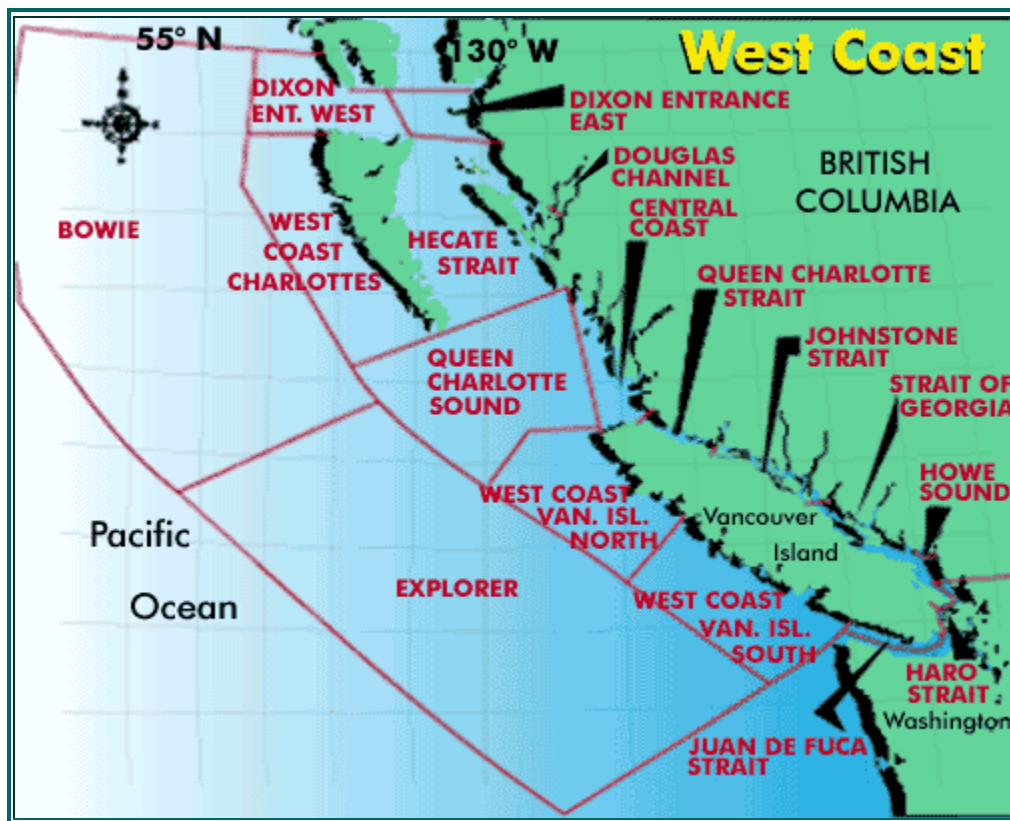 55° N
130° W
West Coast
DIXON
ENT. WEST
DIXON ENTRANCE
EAST
DOUGLAS
CHANNEL
BRITISH
COLUMBIA
CENTRAL
COAST
BOWIE
WEST
COAST
CHARLOTTES
HECATE
STRAIT
QUEEN CHARLOTTE
STRAIT
JOHNSTONE
STRAIT
QUEEN
CHARLOTTE
SOUND
STRAIT OF
GEORGIA
HOWE
SOUND
WEST COAST
VAN. ISL.
NORTH
Vancouver
Island
Pacific
Ocean
EXPLORER
WEST COAST
VAN. ISL.
SOUTH
HARO
STRAIT
Washington
JUAN DE FUCA
STRAIT